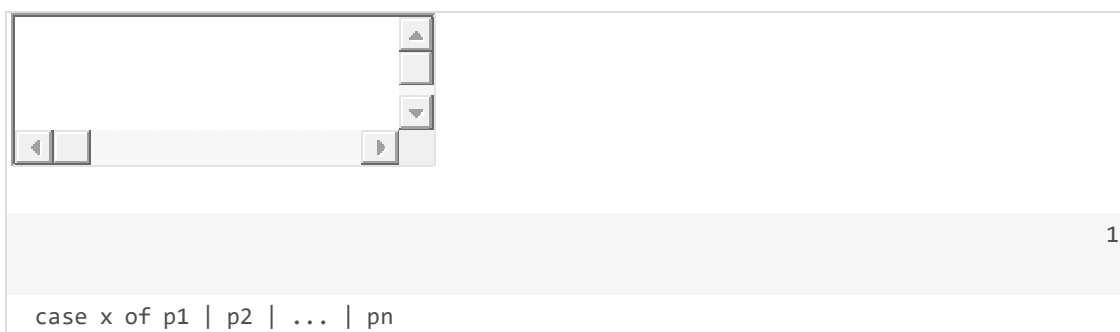 1
case x of p1 | p2 | ... | pn